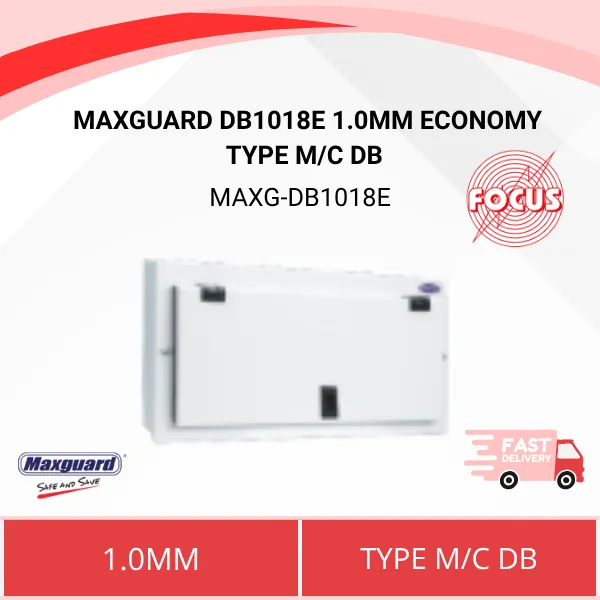 MAXGUARD DB1018E 1.0MM ECONOMY
TYPE M/C DB
MAXG-DB1018E
FOCUS
Maxguard®
SAFE AND SAVE
FAST
DELIVERY
1.0MM
TYPE M/C DB